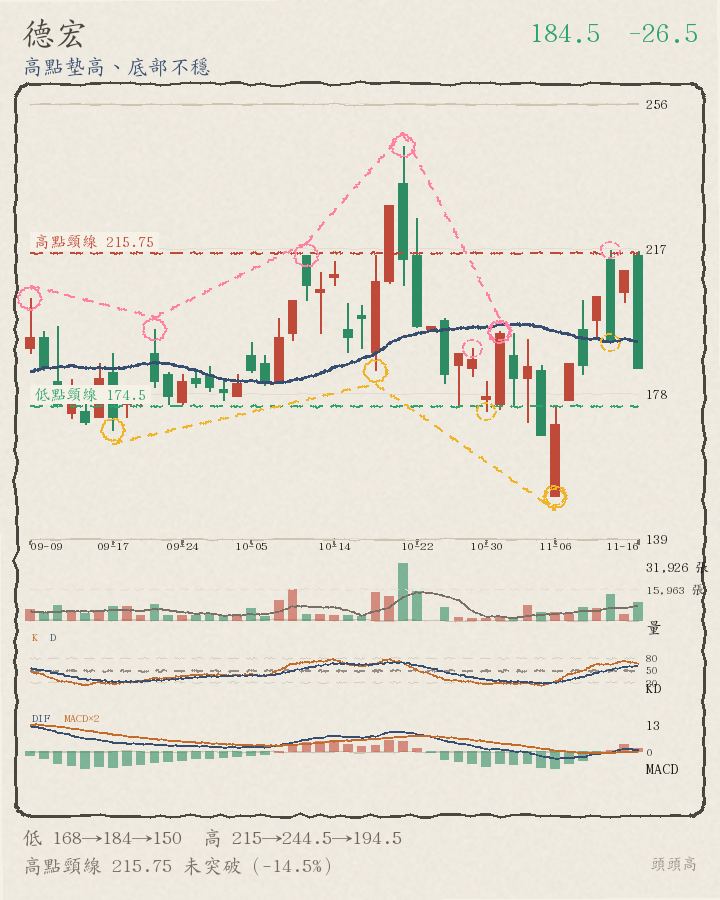 德宏
184.5 -26.5
高點墊高、底部不穩
256
高點頸線 215.75
217
低點頸線 174.5
178
139
09-09 09-17 09-24 10-05 10-14 10-22 10-30 11-06 11-16
31,926 張
15,963 張
量
K D
80
50
20
KD
DIF MACD×2
13
0
MACD
低 168→184→150 高 215→244.5→194.5
高點頸線 215.75 未突破 (-14.5%)
頭頭高